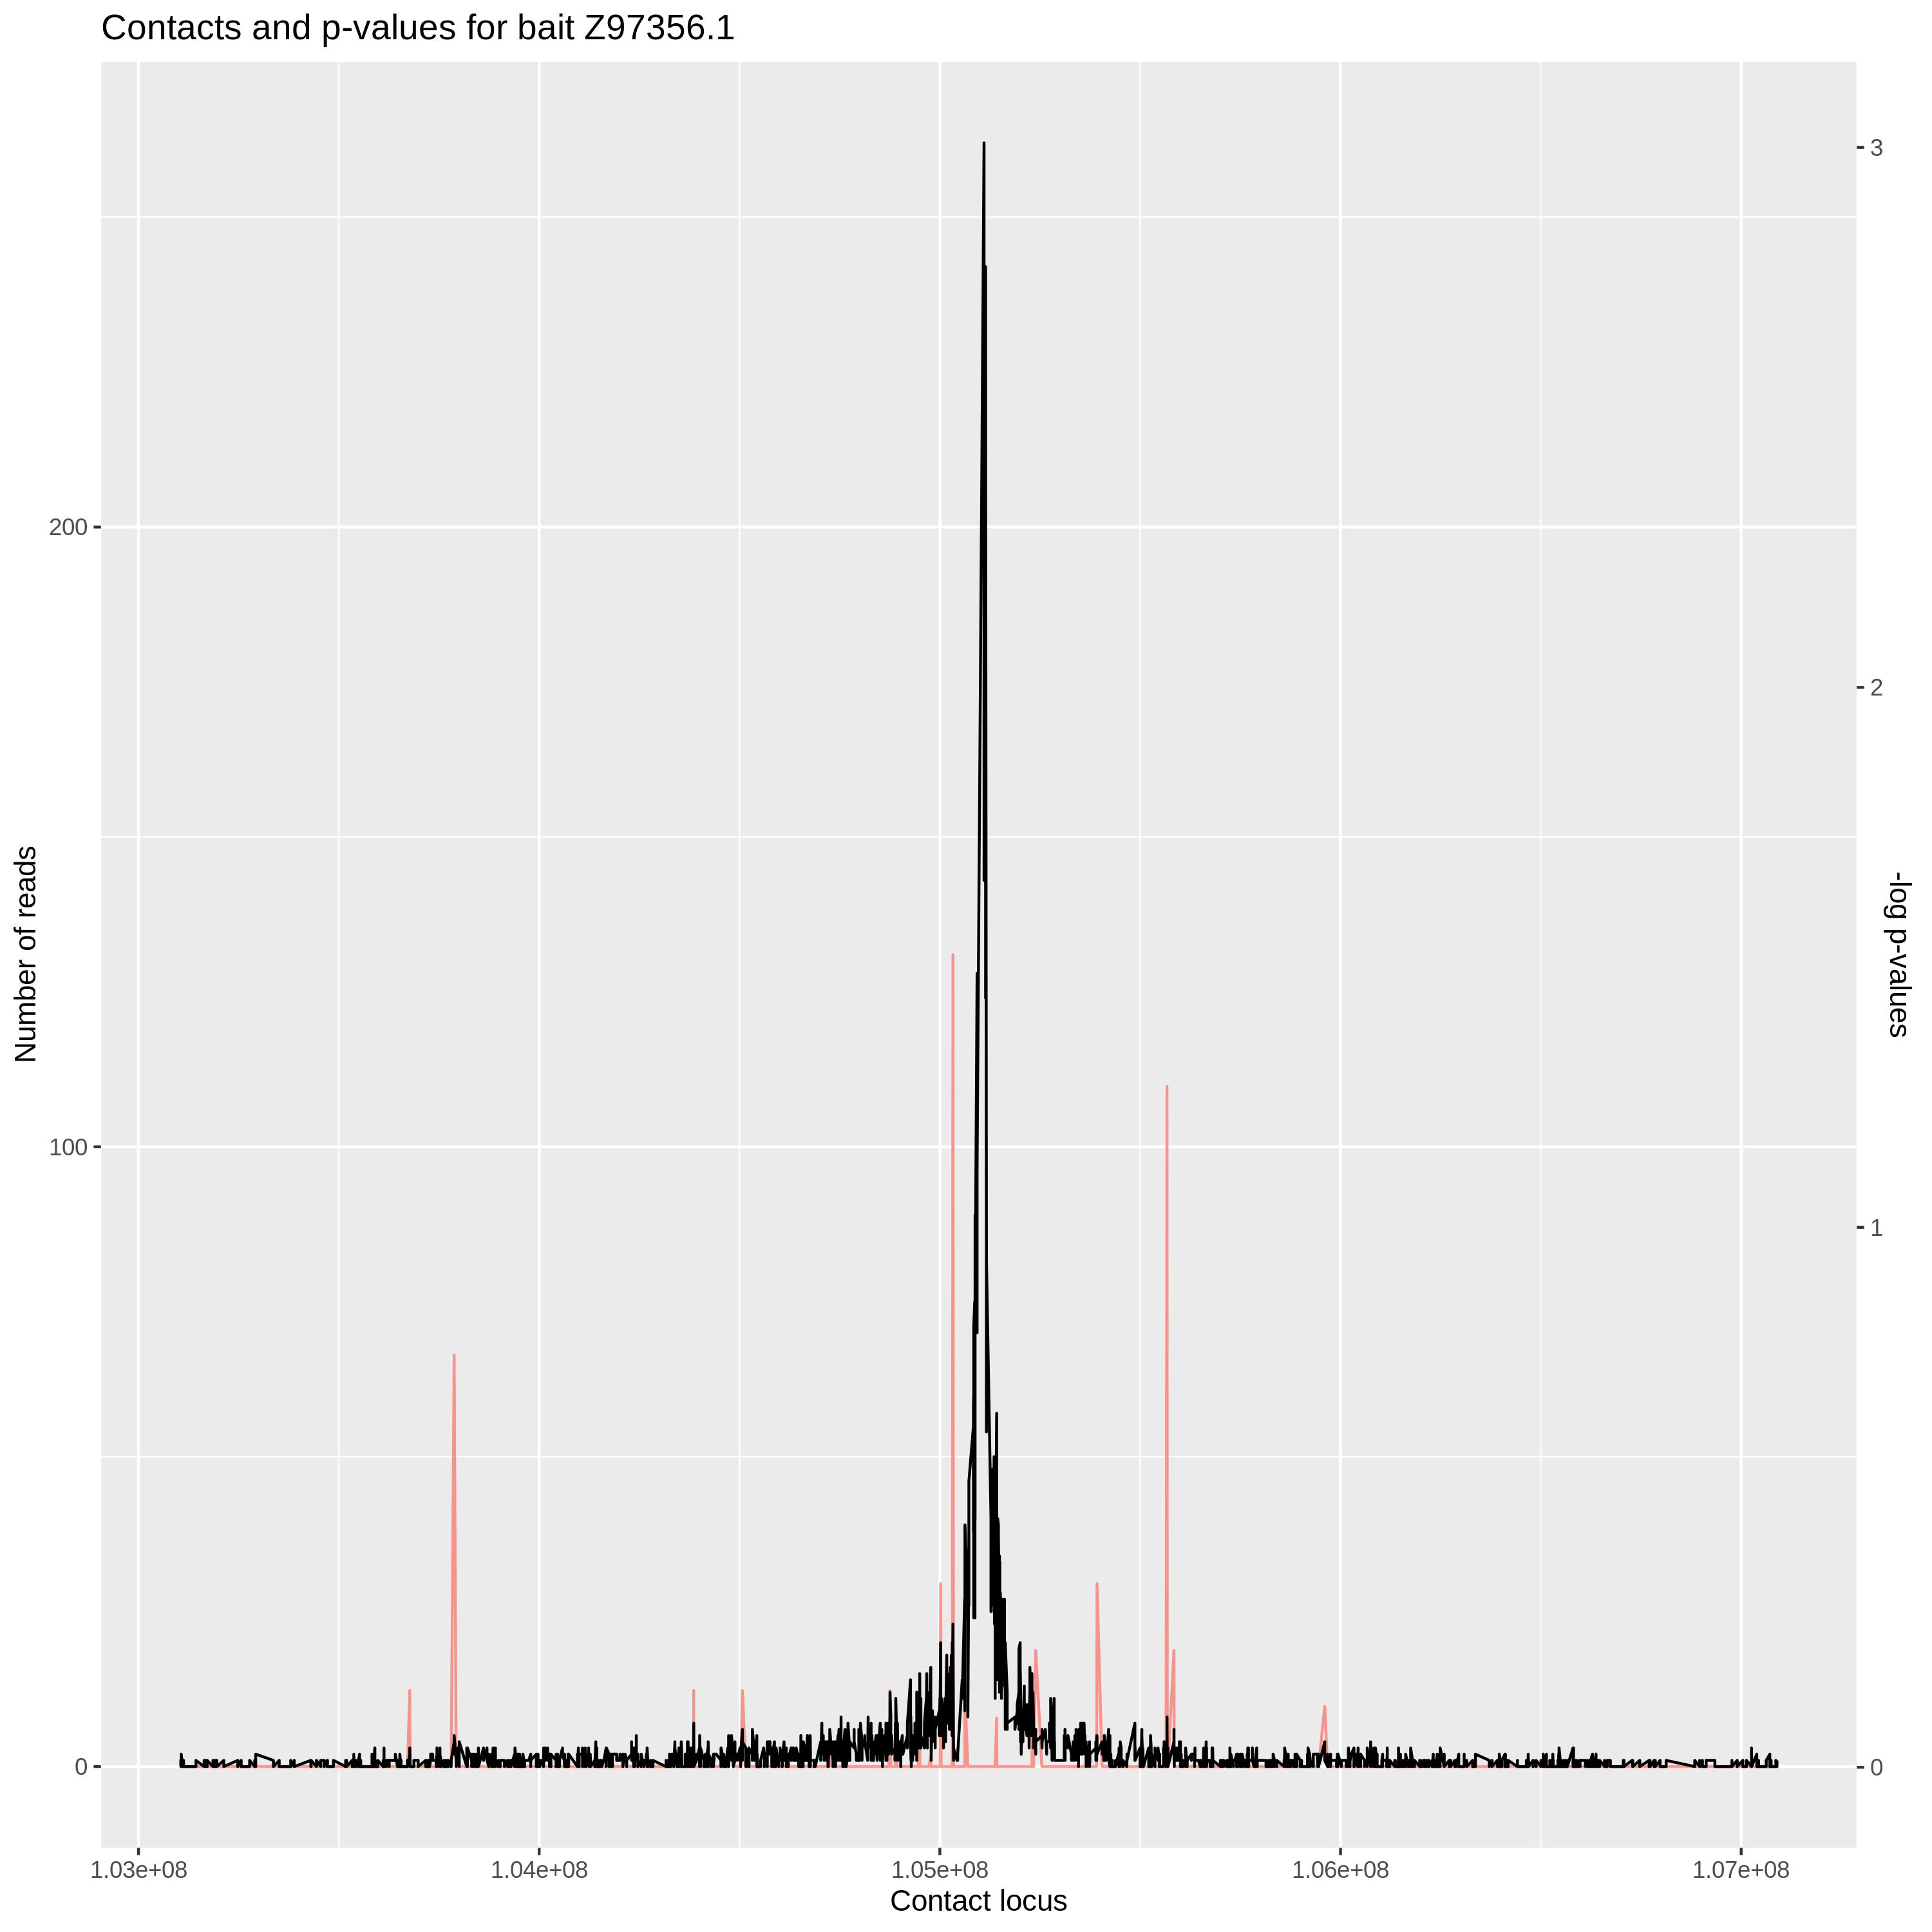 Contacts and p-values for bait Z97356.1
Number of reads
200
100
0
3
2
1
0
-log p-values
1.03e+08
1.04e+08
1.05e+08
1.06e+08
1.07e+08
Contact locus